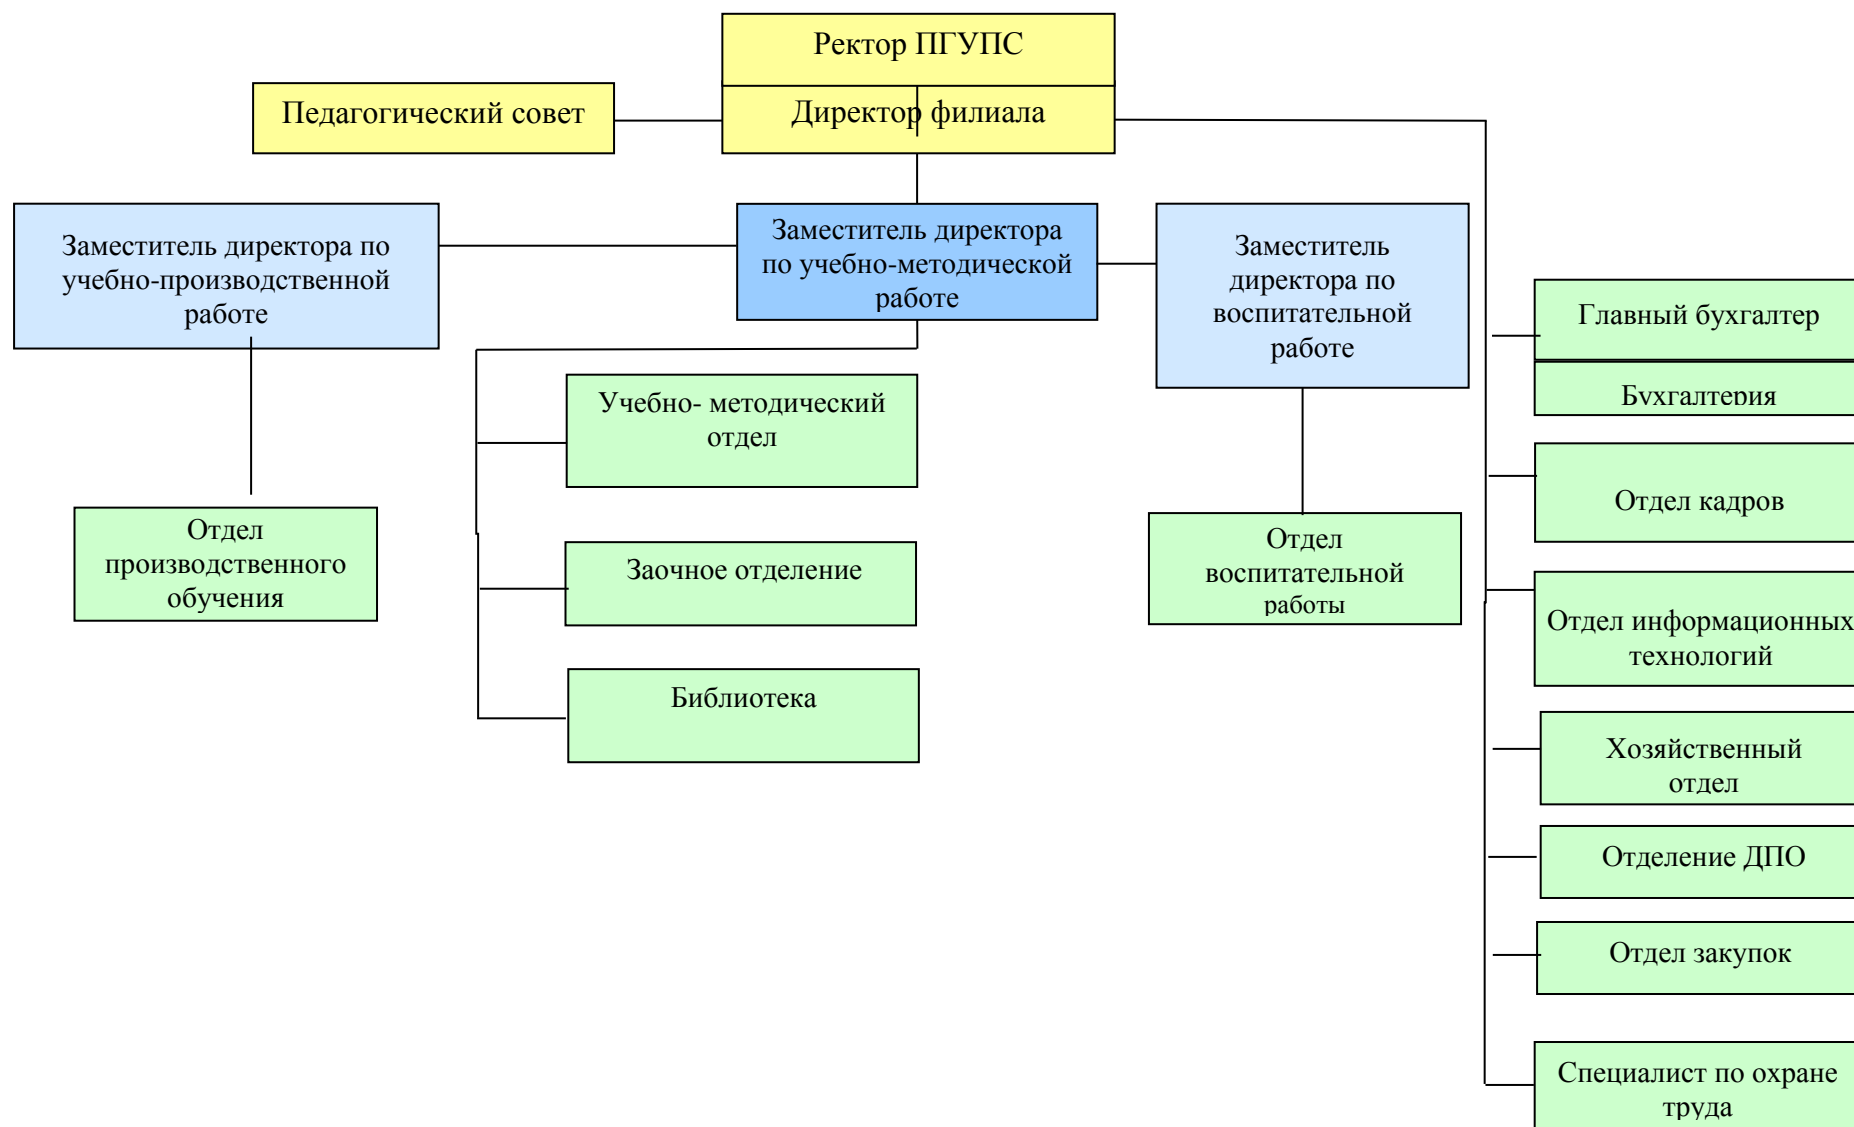 Ректор ПГУПС
Педагогический совет
Директор филиала
Заместитель директора по
учебно-производственной
работе
Заместитель директора
по учебно-методической
работе
Заместитель
директора по
воспитательной
работе
Главный бухгалтер
Бухгалтерия
Учебно- методический
отдел
Отдел кадров
Отдел
производственного
обучения
Заочное отделение
Отдел
воспитательной
работы
Отдел информационных
технологий
Библиотека
Хозяйственный
отдел
Отделение ДПО
Отдел закупок
Специалист по охране
труда